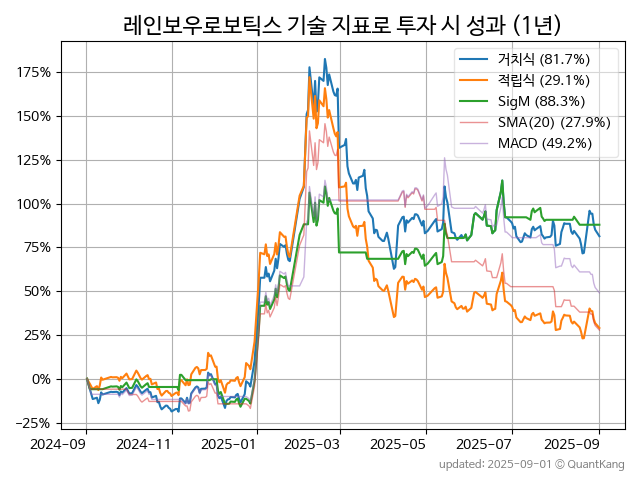 레인보우로보틱스 기술 지표로 투자 시 성과 (1년)
거치식 (81.7%)
적립식 (29.1%)
SigM (88.3%)
SMA(20) (27.9%)
MACD (49.2%)
175%
150%
125%
100%
75%
50%
25%
0%
−25%
2024-09
2024-11
2025-01
2025-03
2025-05
2025-07
2025-09
updated: 2025-09-01 © QuantKang